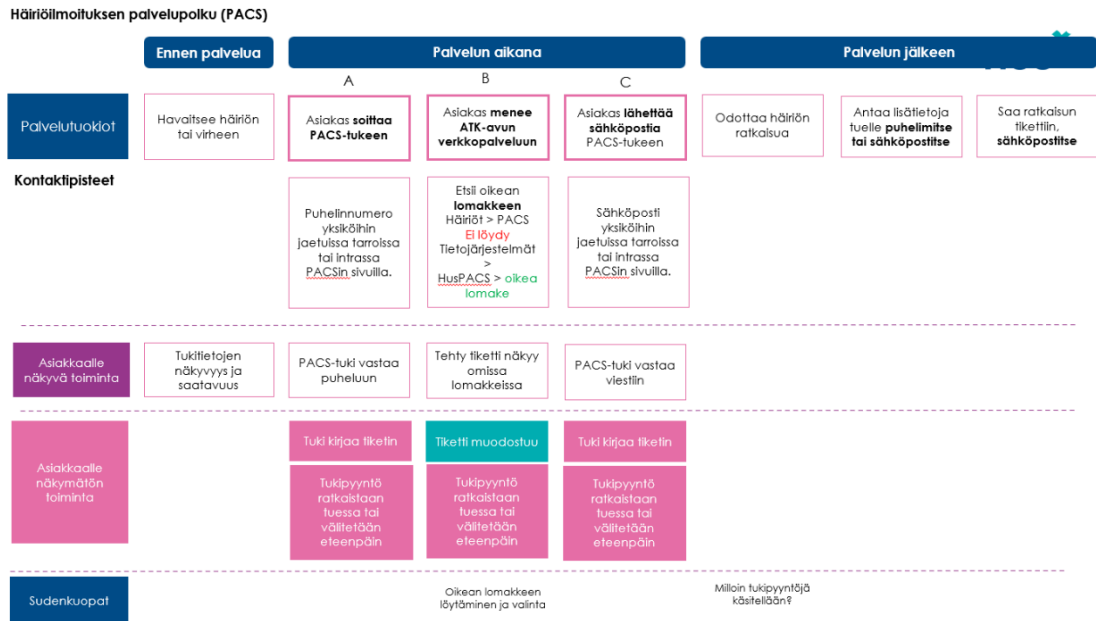 Häiriöilmoituksen palvelupolku (PACS)
Ennen palvelua
Palvelun aikana
Palvelun jälkeen
A
B
C
Palvelutuokiot
Havaitsee häiriön
tai virheen
Asiakas soittaa
PACS-tukeen
Asiakas menee
ATK-avun
verkkopalveluun
Asiakas lähettää
sähköpostia
PACS-tukeen
Odottaa häiriön
ratkaisua
Antaa lisätietoja
tuelle puhelimitse
tai sähköpostitse
Saa ratkaisun
tikettiin,
sähköpostitse
Kontaktipisteet
Puhelinnumero
yksiköihin
jaetuissa tarroissa
tai intrassa
PACSin sivuilla.
Etsii oikean
lomakkeen
Häiriöt > PACS
Ei löydy
Tietojärjestelmät
>
HusPACS > oikea
lomake
Sähköposti
yksiköihin
jaetuissa tarroissa
tai intrassa
PACSin sivuilla.
Asiakkaalle
näkyvä toiminta
Tukitietojen
näkyvyys ja
saatavuus
PACS-tuki vastaa
puheluun
Tehty tiketti näkyy
omissa
lomakkeissa
PACS-tuki vastaa
viestiin
Asiakkaalle
näkymätön
toiminta
Tuki kirjaa tiketin
Tiketti muodostuu
Tuki kirjaa tiketin
Tukipyyntö
ratkaistaan
tuessa tai
välitetään
eteenpäin
Tukipyyntö
ratkaistaan
tuessa tai
välitetään
eteenpäin
Tukipyyntö
ratkaistaan
tuessa tai
välitetään
eteenpäin
Sudenkuopat
Oikean lomakkeen
löytäminen ja valinta
Milloin tukipyyntöjä
käsitellään?